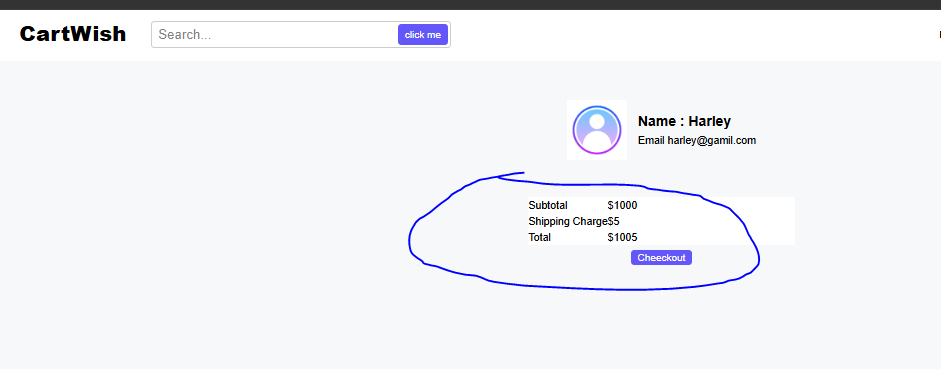 CartWish
Search...
click me
Name : Harley
Email harley@gamil.com
Subtotal $1000
Shipping Charge$5
Total $1005
Cheeckout